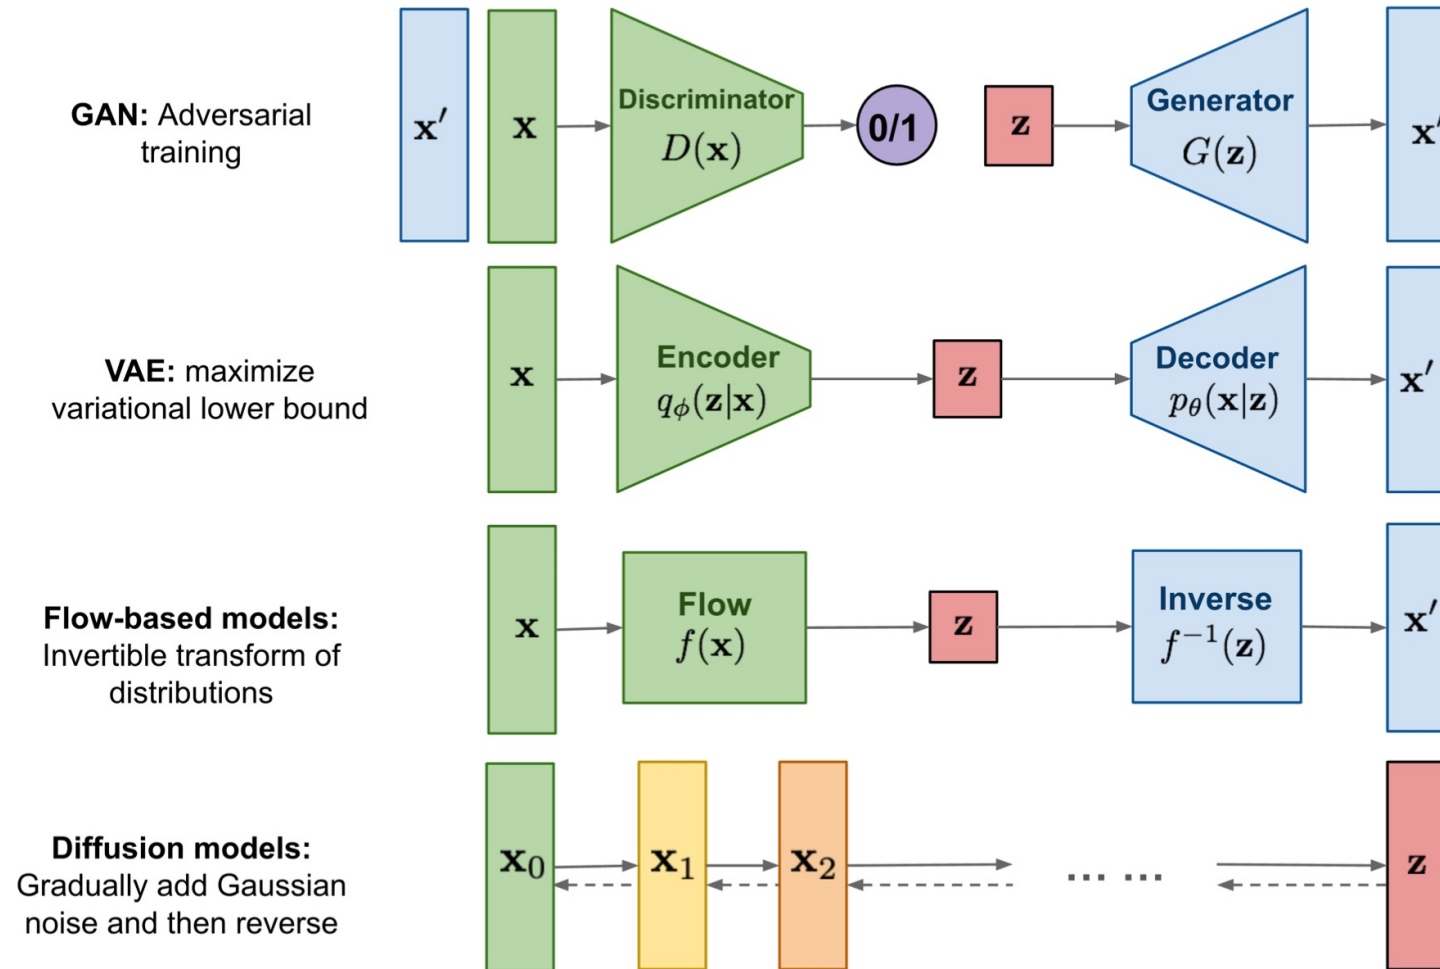 GAN: Adversarial
training
x′
x
Discriminator
D(x)
0/1
z
Generator
G(z)
x′
VAE: maximize
variational lower bound
x
Encoder
qϕ(z|x)
z
Decoder
pθ(x|z)
x′
Flow-based models:
Invertible transform of
distributions
x
Flow
f(x)
z
Inverse
f⁻¹(z)
x′
Diffusion models:
Gradually add Gaussian
noise and then reverse
x₀
x₁
x₂
... ...
z